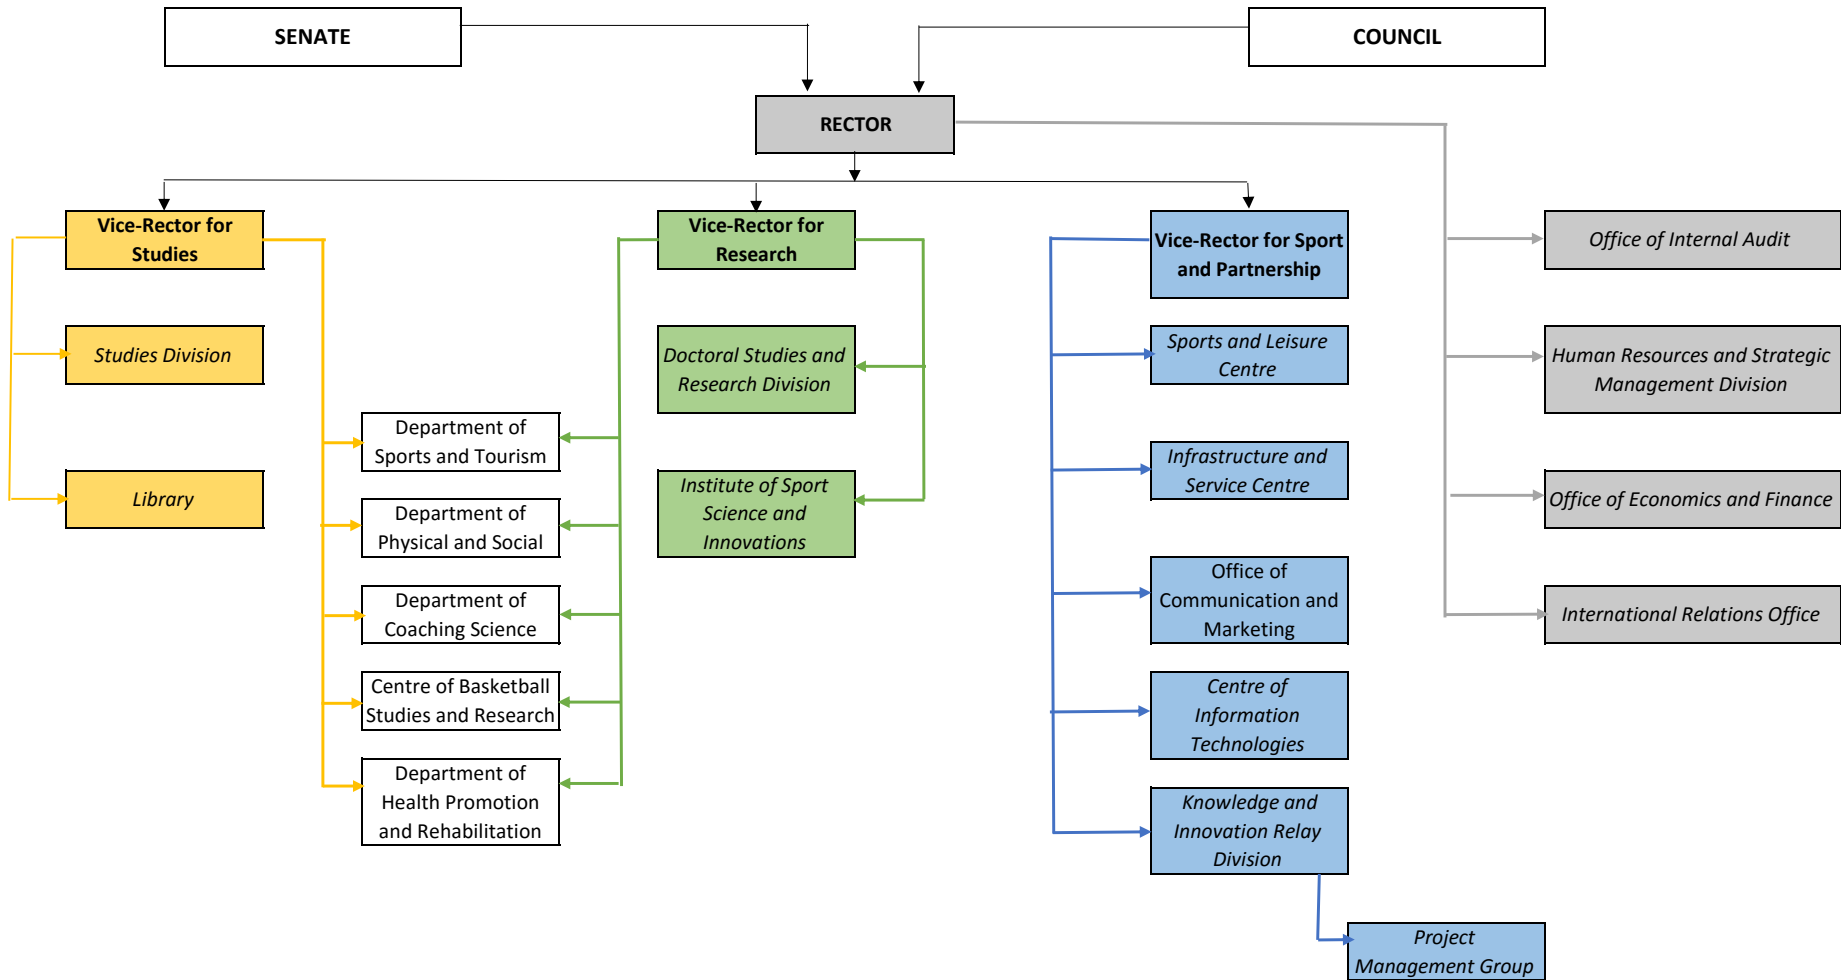 SENATE
COUNCIL
RECTOR
Vice-Rector for
Studies
Vice-Rector for
Research
Vice-Rector for Sport
and Partnership
Office of Internal Audit
Studies Division
Doctoral Studies and
Research Division
Sports and Leisure
Centre
Human Resources and Strategic
Management Division
Department of
Sports and Tourism
Library
Institute of Sport
Science and
Innovations
Infrastructure and
Service Centre
Office of Economics and Finance
Department of
Physical and Social
Department of
Coaching Science
Office of
Communication and
Marketing
International Relations Office
Centre of Basketball
Studies and Research
Centre of
Information
Technologies
Department of
Health Promotion
and Rehabilitation
Knowledge and
Innovation Relay
Division
Project
Management Group